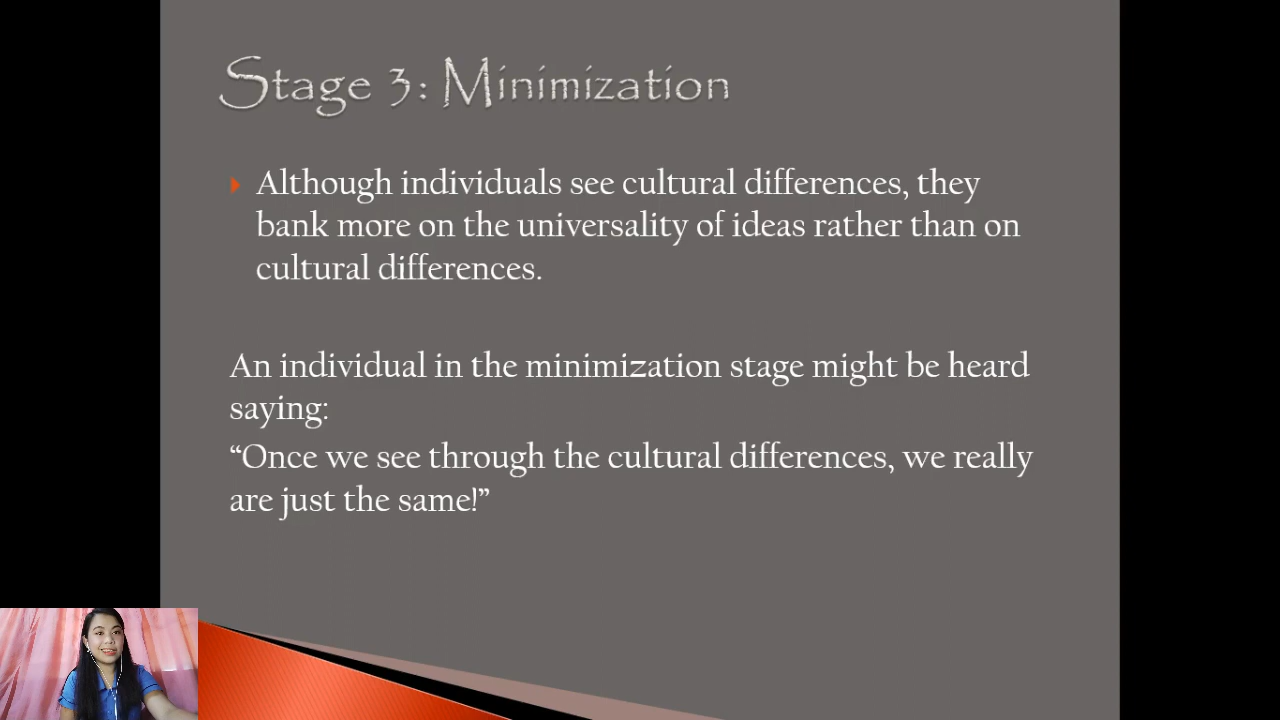 Stage 3: Minimization
Although individuals see cultural differences, they
bank more on the universality of ideas rather than on
cultural differences.
An individual in the minimization stage might be heard
saying:
“Once we see through the cultural differences, we really
are just the same!”